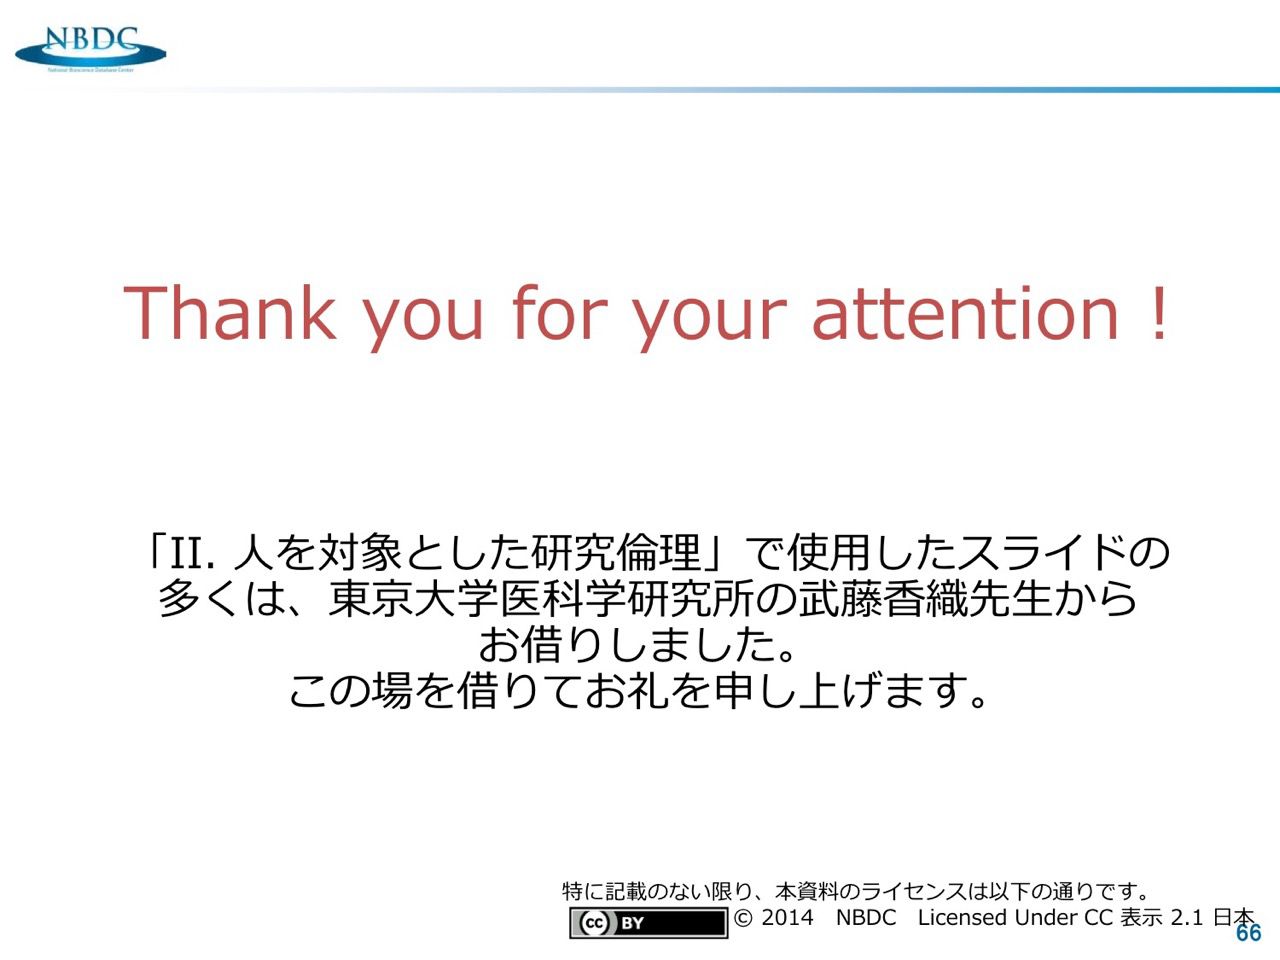 NBDC
National Bioscience Database Center
Thank you for your attention !
「II. 人を対象とした研究倫理」で使用したスライドの
多くは、東京大学医科学研究所の武藤香織先生から
お借りしました。
この場を借りてお礼を申し上げます。
特に記載のない限り、本資料のライセンスは以下の通りです。
cc BY © 2014 NBDC Licensed Under CC 表示 2.1 日本
66